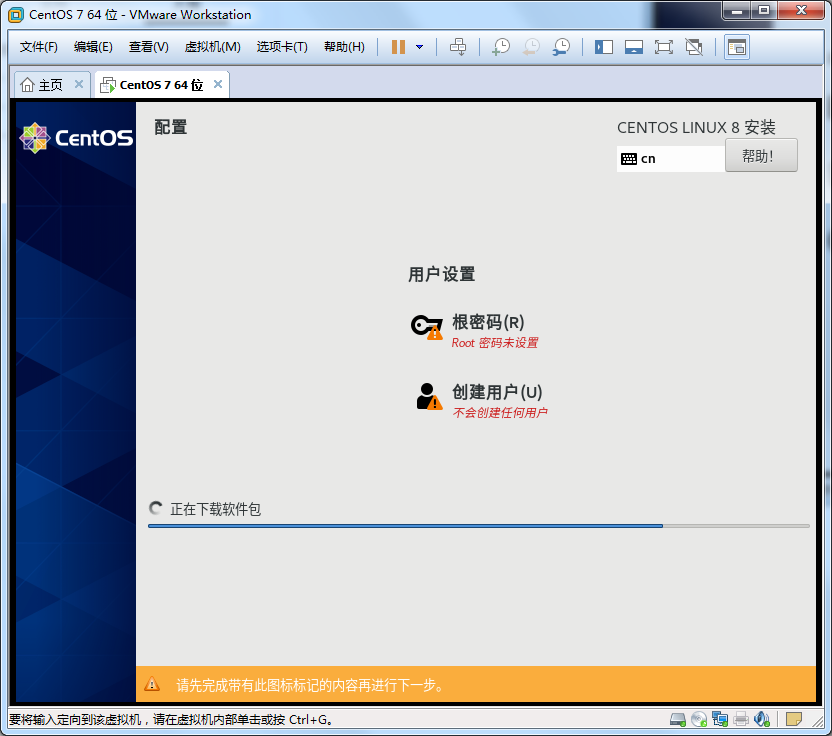 CentOS 7 64 位 - VMware Workstation
文件(F) 编辑(E) 查看(V) 虚拟机(M) 选项卡(T) 帮助(H)
主页 CentOS 7 64 位
CentOS
配置
CENTOS LINUX 8 安装
cn
帮助！
用户设置
根密码(R)
Root 密码未设置
创建用户(U)
不会创建任何用户
正在下载软件包
请先完成带有此图标标记的内容再进行下一步。
要将输入定向到该虚拟机，请在虚拟机内部单击或按 Ctrl+G。